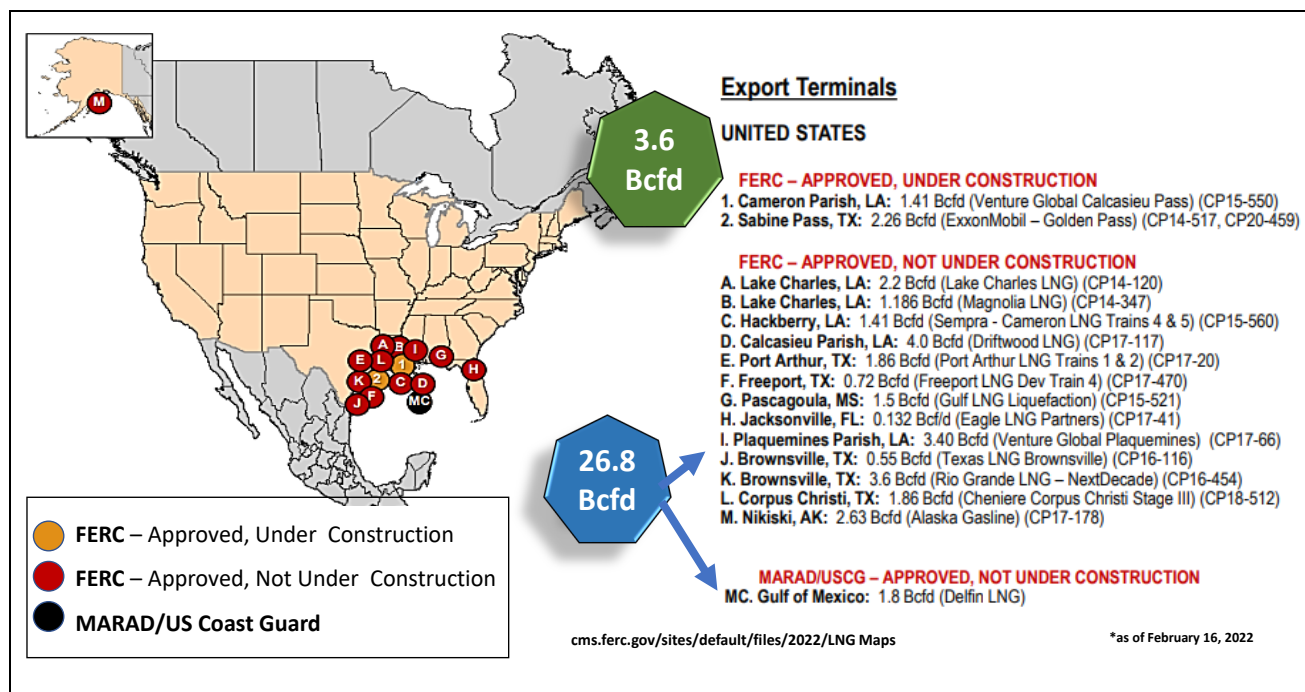 M
3.6
Bcfd
Export Terminals
UNITED STATES
FERC – APPROVED, UNDER CONSTRUCTION
1. Cameron Parish, LA: 1.41 Bcfd (Venture Global Calcasieu Pass) (CP15-550)
2. Sabine Pass, TX: 2.26 Bcfd (ExxonMobil – Golden Pass) (CP14-517, CP20-459)
FERC – APPROVED, NOT UNDER CONSTRUCTION
A. Lake Charles, LA: 2.2 Bcfd (Lake Charles LNG) (CP14-120)
B. Lake Charles, LA: 1.186 Bcfd (Magnolia LNG) (CP14-347)
C. Hackberry, LA: 1.41 Bcfd (Sempra - Cameron LNG Trains 4 & 5) (CP15-560)
D. Calcasieu Parish, LA: 4.0 Bcfd (Driftwood LNG) (CP17-117)
E. Port Arthur, TX: 1.86 Bcfd (Port Arthur LNG Trains 1 & 2) (CP17-20)
F. Freeport, TX: 0.72 Bcfd (Freeport LNG Dev Train 4) (CP17-470)
G. Pascagoula, MS: 1.5 Bcfd (Gulf LNG Liquefaction) (CP15-521)
H. Jacksonville, FL: 0.132 Bcf/d (Eagle LNG Partners) (CP17-41)
I. Plaquemines Parish, LA: 3.40 Bcfd (Venture Global Plaquemines) (CP17-66)
J. Brownsville, TX: 0.55 Bcfd (Texas LNG Brownsville) (CP16-116)
K. Brownsville, TX: 3.6 Bcfd (Rio Grande LNG – NextDecade) (CP16-454)
L. Corpus Christi, TX: 1.86 Bcfd (Cheniere Corpus Christi Stage III) (CP18-512)
M. Nikiski, AK: 2.63 Bcfd (Alaska Gasline) (CP17-178)
MARAD/USCG – APPROVED, NOT UNDER CONSTRUCTION
MC. Gulf of Mexico: 1.8 Bcfd (Delfin LNG)
A B I
E L 1 G H
K 2 C D
J F MC
26.8
Bcfd
FERC – Approved, Under Construction
FERC – Approved, Not Under Construction
MARAD/US Coast Guard
cms.ferc.gov/sites/default/files/2022/LNG Maps
*as of February 16, 2022